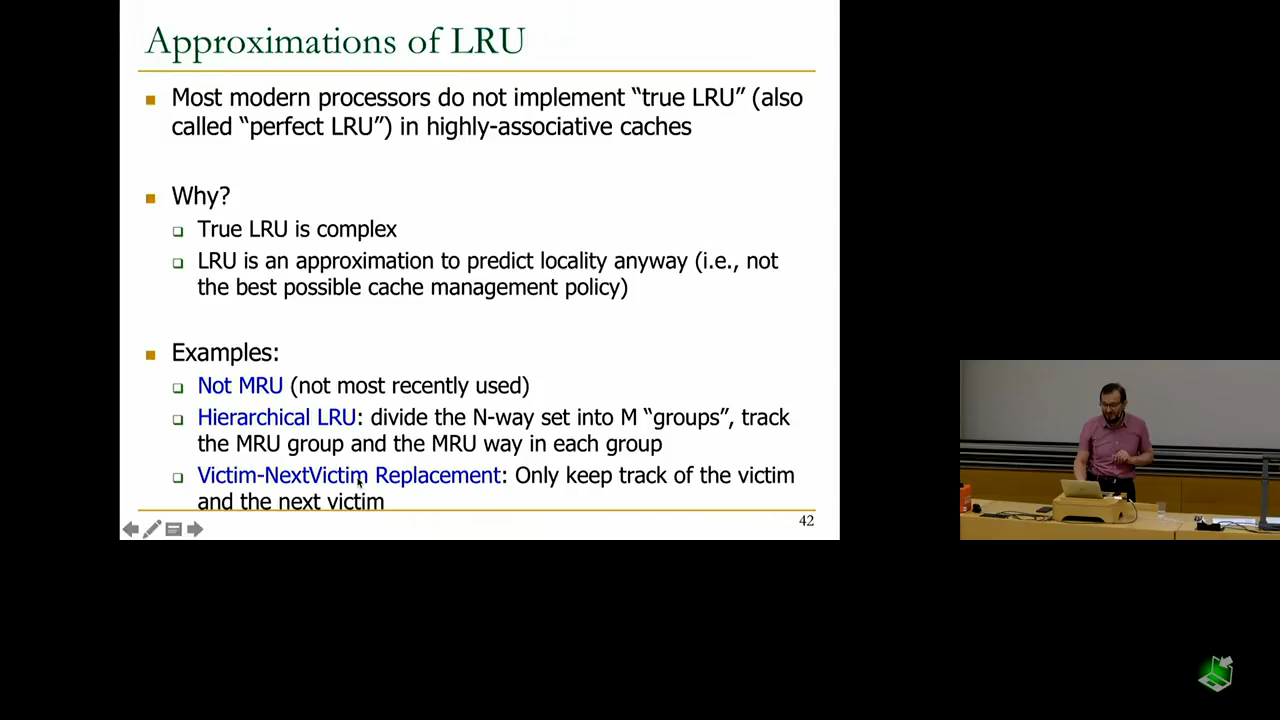 Approximations of LRU
Most modern processors do not implement “true LRU” (also
called “perfect LRU”) in highly-associative caches
Why?
True LRU is complex
LRU is an approximation to predict locality anyway (i.e., not
the best possible cache management policy)
Examples:
Not MRU (not most recently used)
Hierarchical LRU: divide the N-way set into M “groups”, track
the MRU group and the MRU way in each group
Victim-NextVictim Replacement: Only keep track of the victim
and the next victim
42